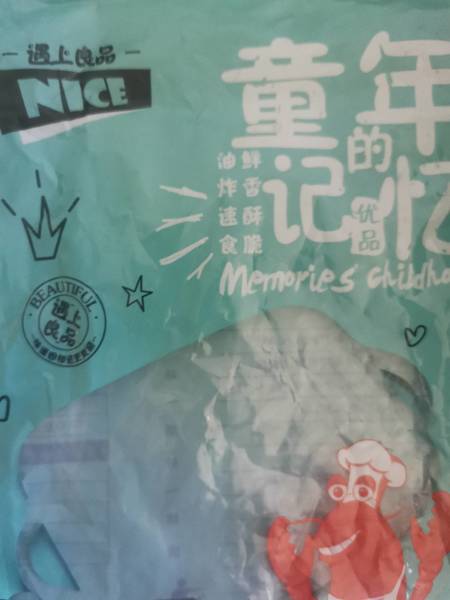 遇上良品
NICE
童年
的
记忆
优品
鲜香酥脆
油炸速食
Memories childho
BEAUTIFUL
遇上
良品